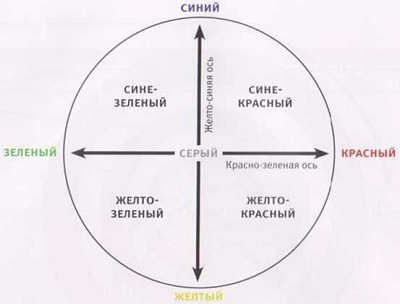 СИНИЙ
СИНЕ-
ЗЕЛЕНЫЙ
Желто-синяя ось
СИНЕ-
КРАСНЫЙ
ЗЕЛЕНЫЙ
СЕРЫЙ
КРАСНЫЙ
Красно-зеленая ось
ЖЕЛТО-
ЗЕЛЕНЫЙ
ЖЕЛТО-
КРАСНЫЙ
ЖЕЛТЫЙ